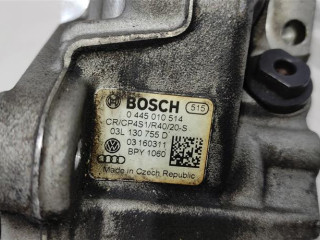 BOSCH 515
0 445 010 514
CR/CP4S1/R40/20-S
03L 130 755 D
03160311
BPY 1060
Made in Czech Republic